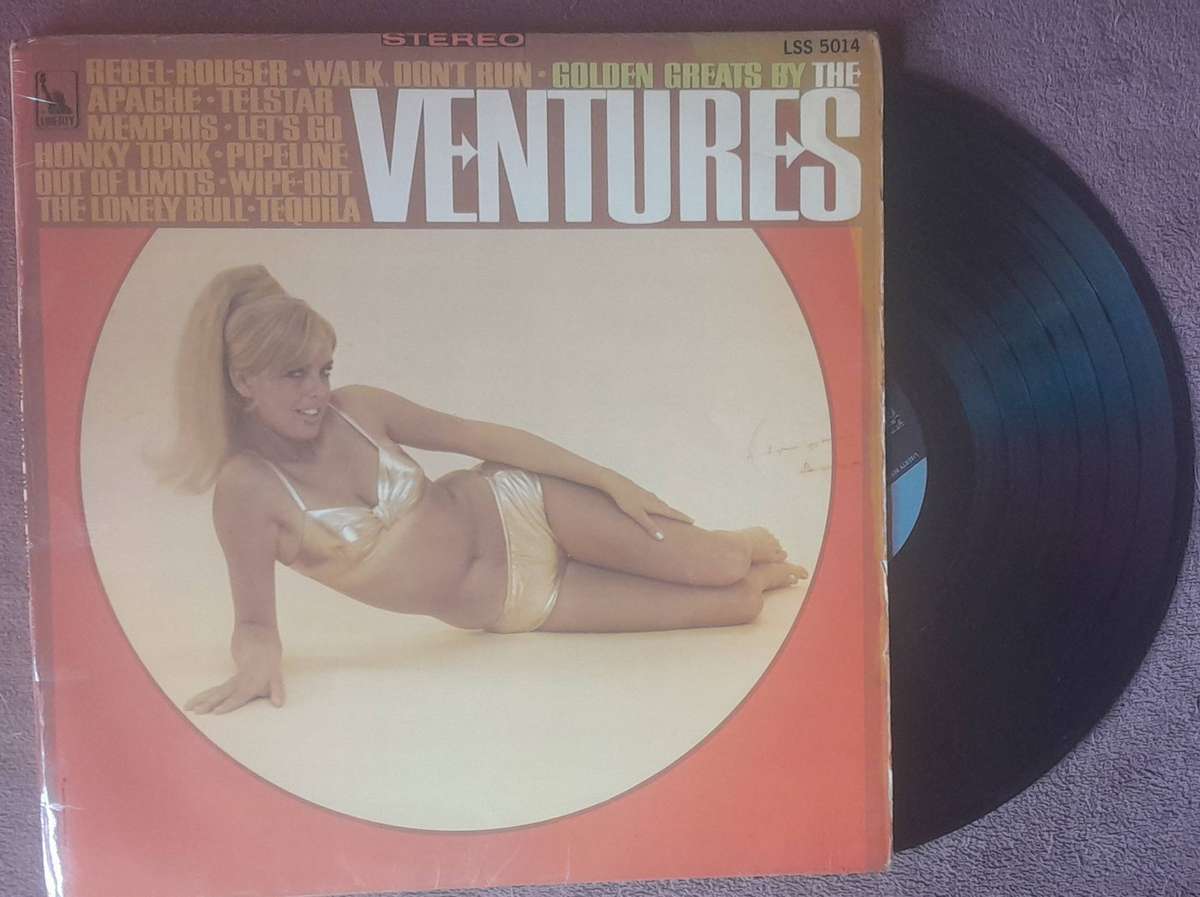 STEREO
LSS 5014
LIBERTY
REBEL-ROUSER · WALK, DON'T RUN · GOLDEN GREATS BY THE
VENTURES
APACHE · TELSTAR
MEMPHIS · LET'S GO
HONKY TONK · PIPELINE
OUT OF LIMITS · WIPE-OUT
THE LONELY BULL · TEQUILA